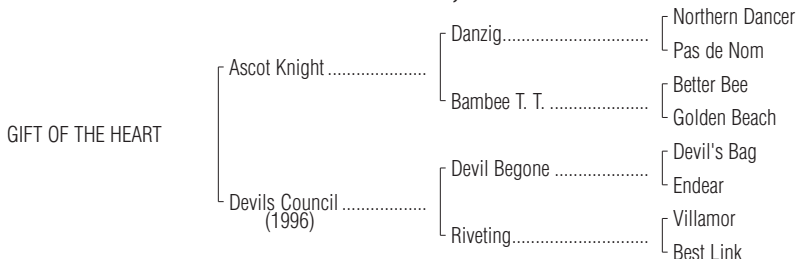 Northern Dancer
Danzig..............................
Pas de Nom
Ascot Knight .....................
Better Bee
Bambee T. T. ....................
Golden Beach
GIFT OF THE HEART
Devil's Bag
Devil Begone ...................
Endear
Devils Council ..................
(1996)
Villamor
Riveting............................
Best Link